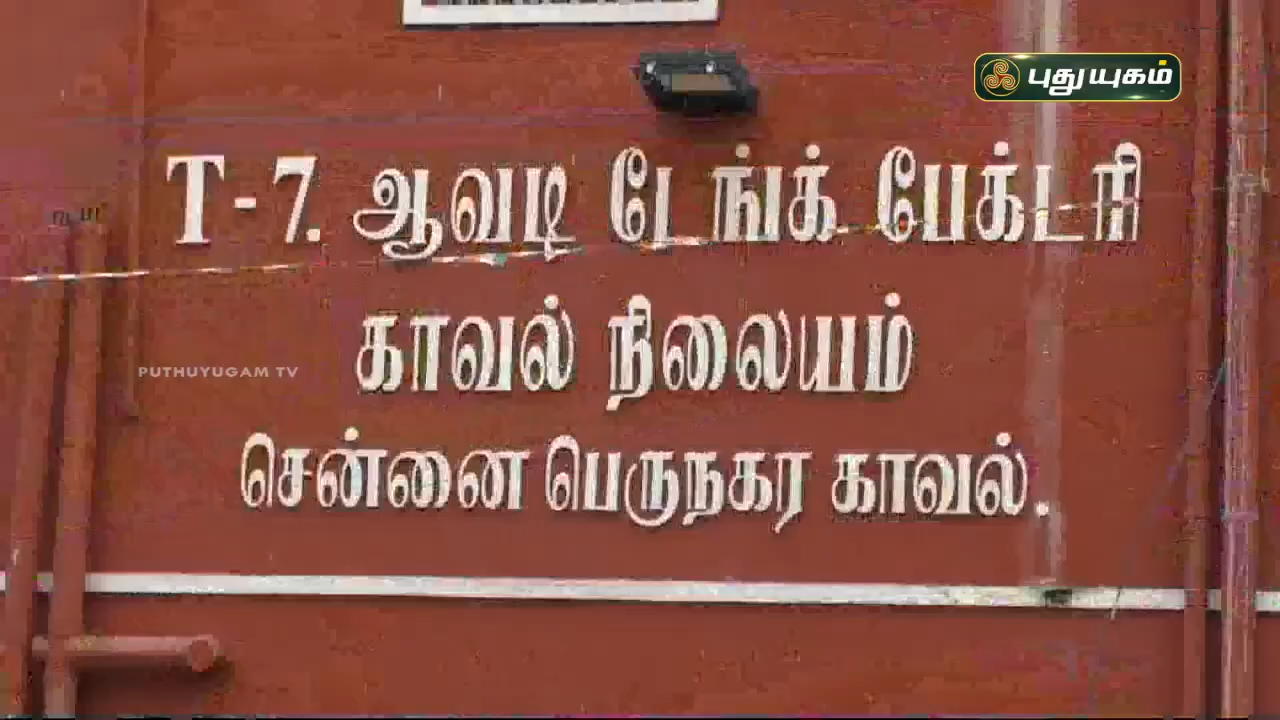 புதுயுகம்
T-7. ஆவடி டேங்க் பேக்டரி
காவல் நிலையம்
PUTHUYUGAM TV
சென்னை பெருநகர காவல்.